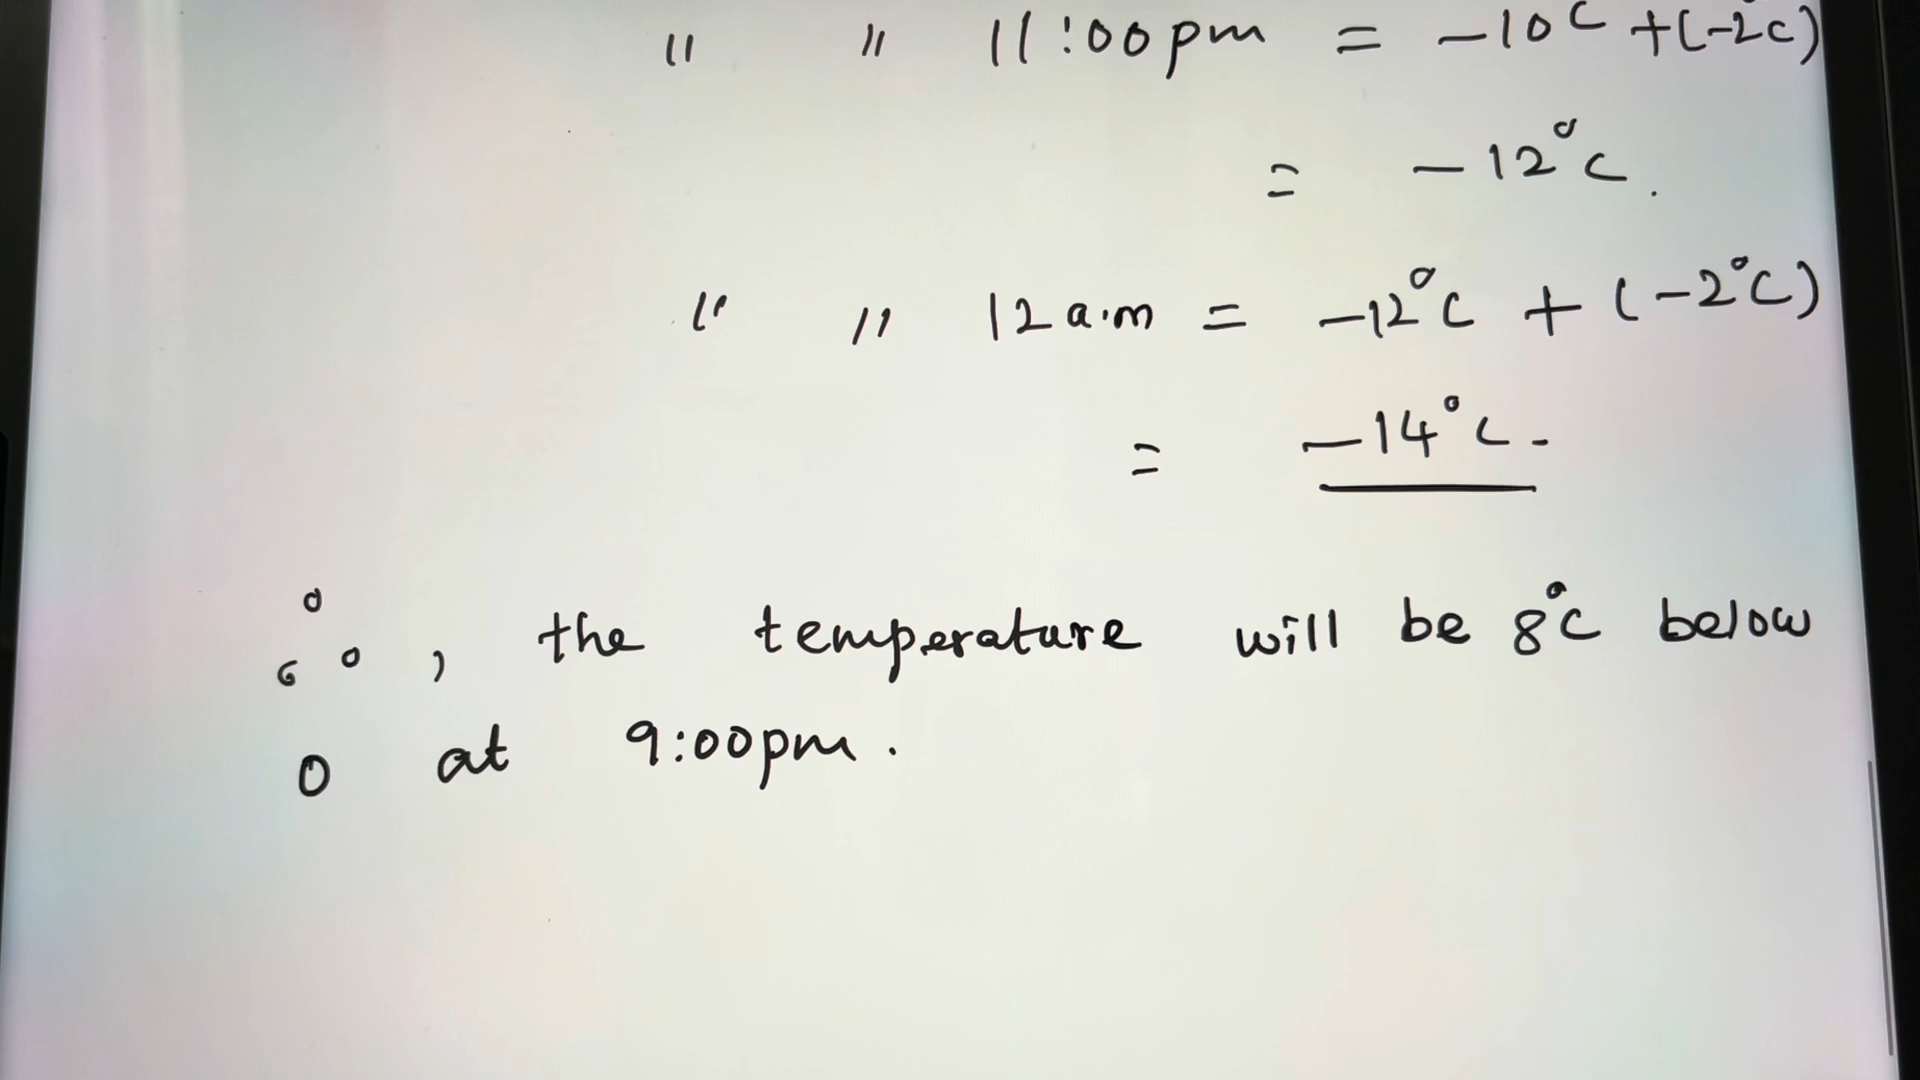 " " 11:00pm = -10C +(-2c)
= -12°C.
" " 12 a.m = -12°C + (-2°C)
= -14°C.
∴, the temperature will be 8°C below
0 at 9:00pm.